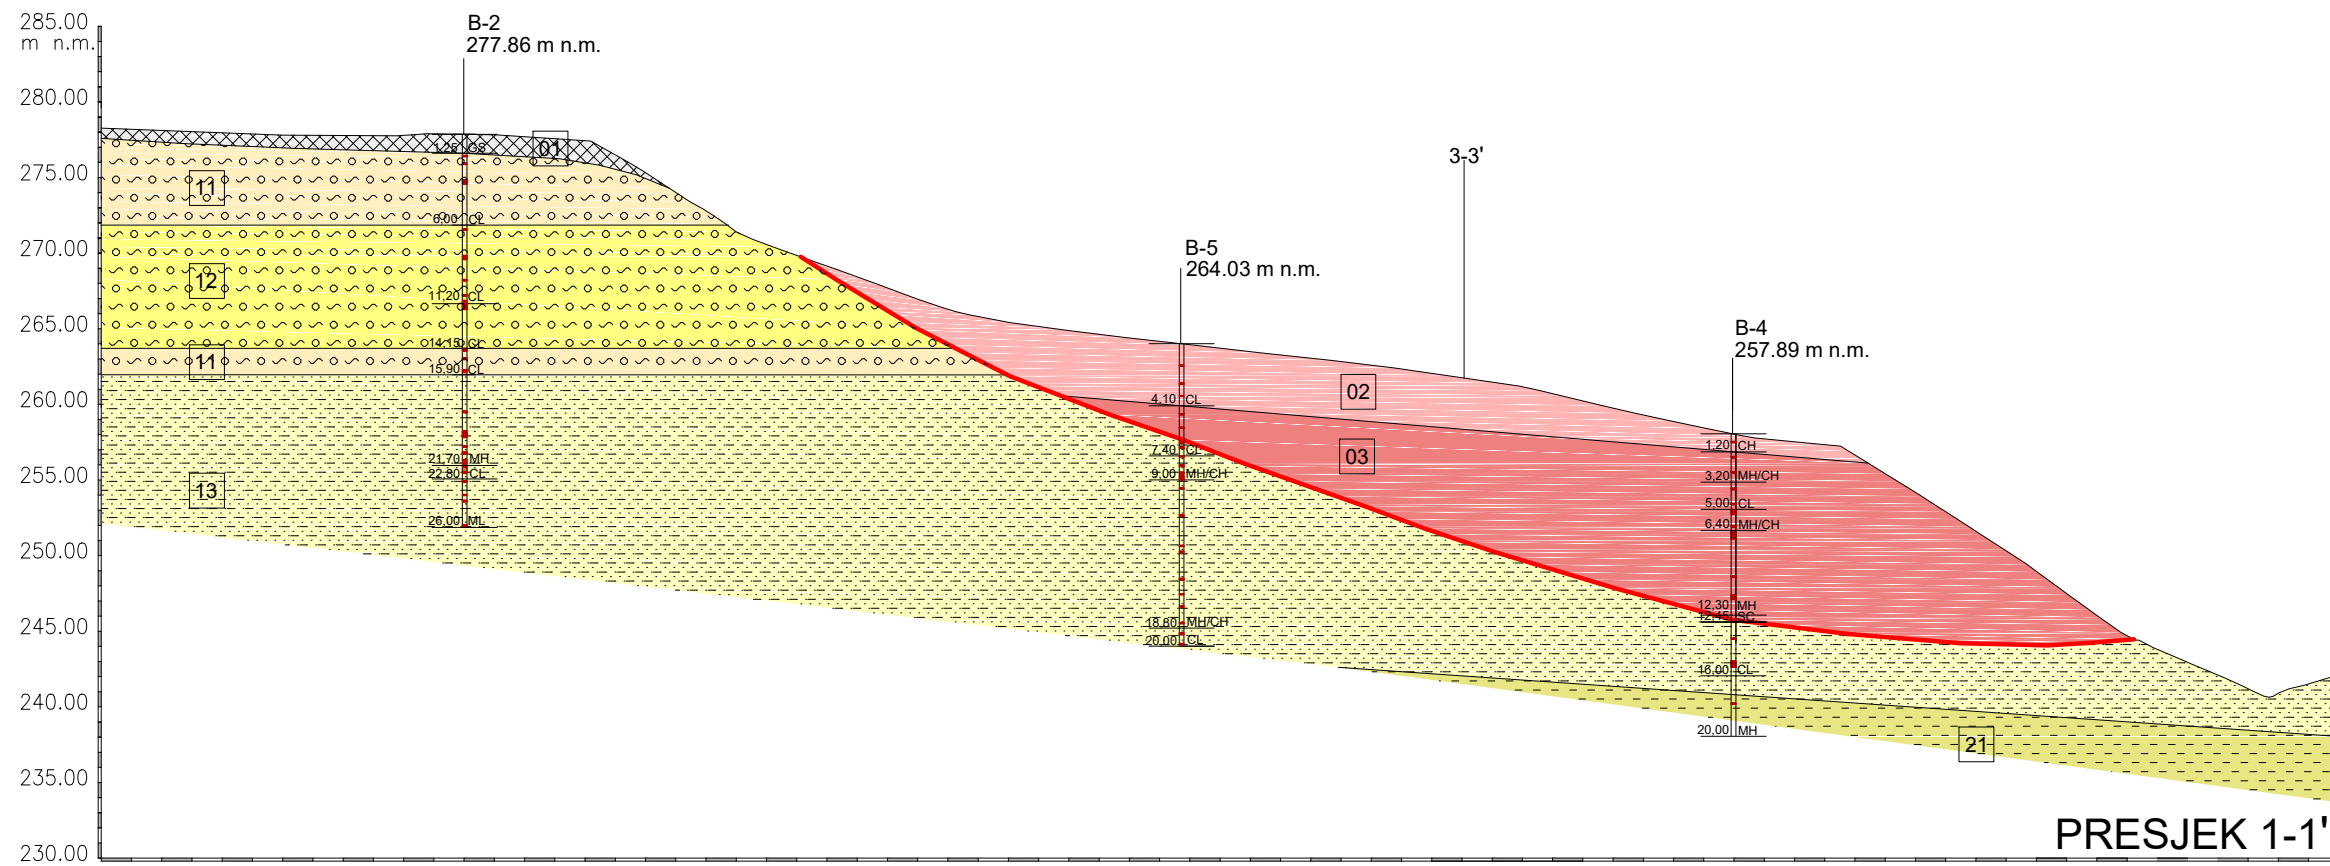 285.00
m n.m.
280.00
275.00
270.00
265.00
260.00
255.00
250.00
245.00
240.00
235.00
230.00
B-2
277.86 m n.m.
01
11
12
11
13
1,25 GS
6,00 CL
11,20 CL
14,15 CL
15,90 CL
21,70 MH
22,80 CL
26,00 ML
B-5
264.03 m n.m.
4,10 CL
7,40 CL
9,00 MH/CH
18,80 MH/CH
20,00 CL
3-3'
02
03
B-4
257.89 m n.m.
1,20 CH
3,20 MH/CH
5,00 CL
6,40 MH/CH
12,30 MH
12,45 SC
16,00 CL
20,00 MH
21
PRESJEK 1-1'